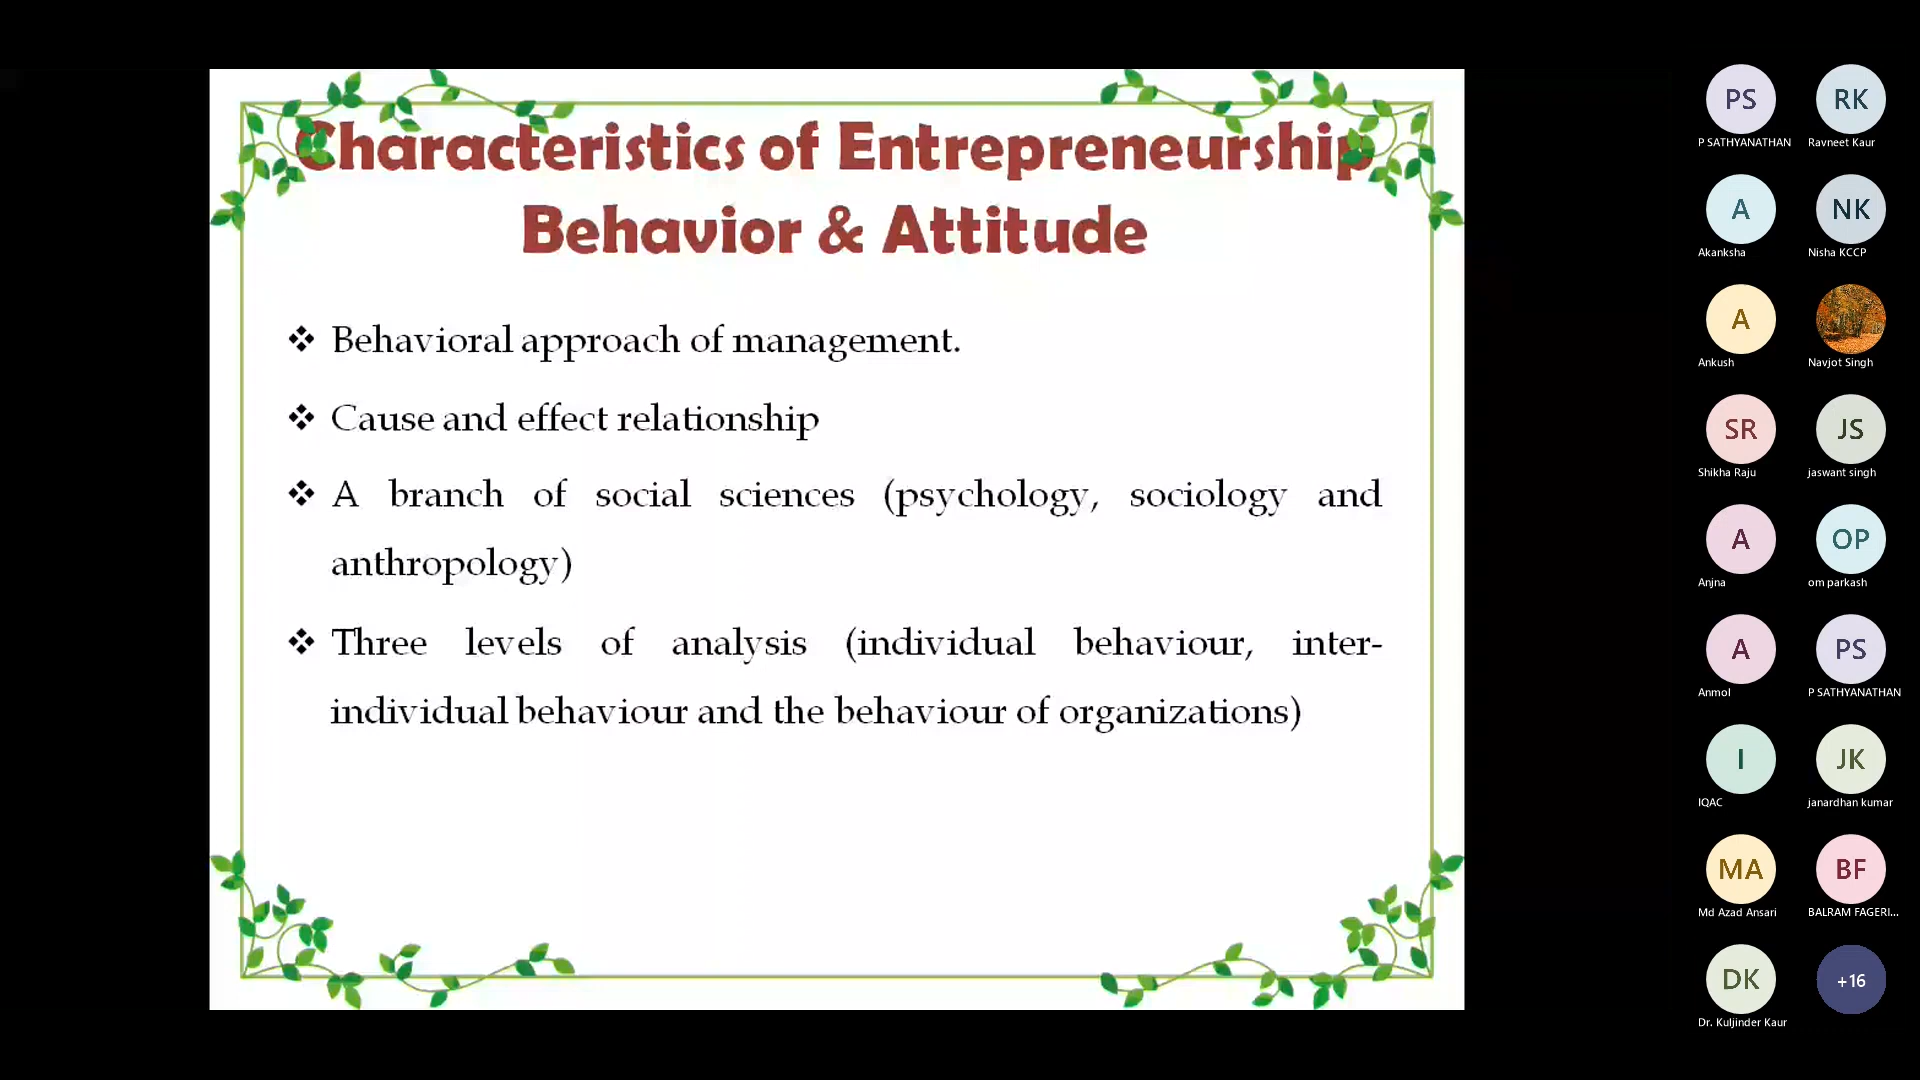 Characteristics of Entrepreneurship
Behavior & Attitude
❖ Behavioral approach of management.
❖ Cause and effect relationship
❖ A branch of social sciences (psychology, sociology and
anthropology)
❖ Three levels of analysis (individual behaviour, inter-
individual behaviour and the behaviour of organizations)
PS RK
P SATHYANATHAN Ravneet Kaur
A NK
Akanksha Nisha KCCP
A
Ankush Navjot Singh
SR JS
Shikha Raju jaswant singh
A OP
Anjna om parkash
A PS
Anmol P SATHYANATHAN
I JK
IQAC janardhan kumar
MA BF
Md Azad Ansari BALRAM FAGERI...
DK +16
Dr. Kuljinder Kaur